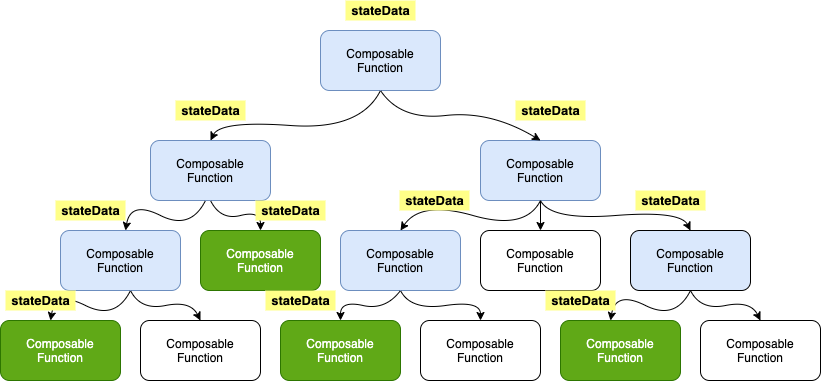 stateData
Composable
Function
stateData
stateData
Composable
Function
Composable
Function
stateData
stateData
stateData
stateData
Composable
Function
Composable
Function
Composable
Function
Composable
Function
Composable
Function
stateData
stateData
stateData
Composable
Function
Composable
Function
Composable
Function
Composable
Function
Composable
Function
Composable
Function